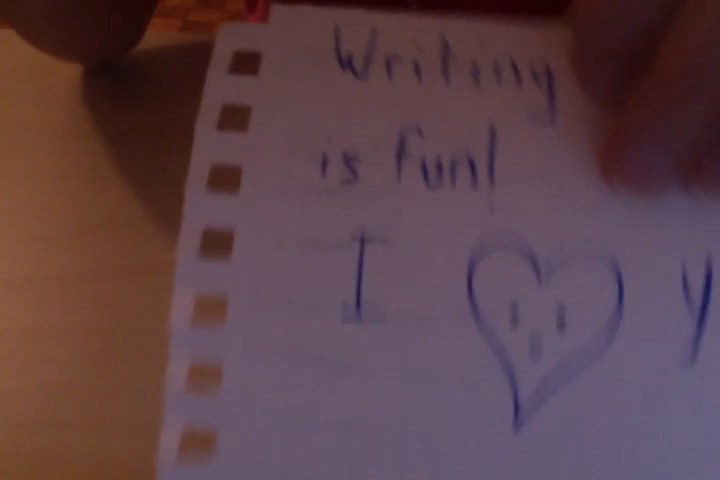 Writing
is fun!
I ♥ y